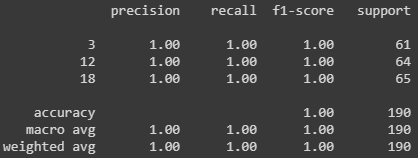 precision recall f1-score support
3 1.00 1.00 1.00 61
12 1.00 1.00 1.00 64
18 1.00 1.00 1.00 65
accuracy 1.00 190
macro avg 1.00 1.00 1.00 190
weighted avg 1.00 1.00 1.00 190